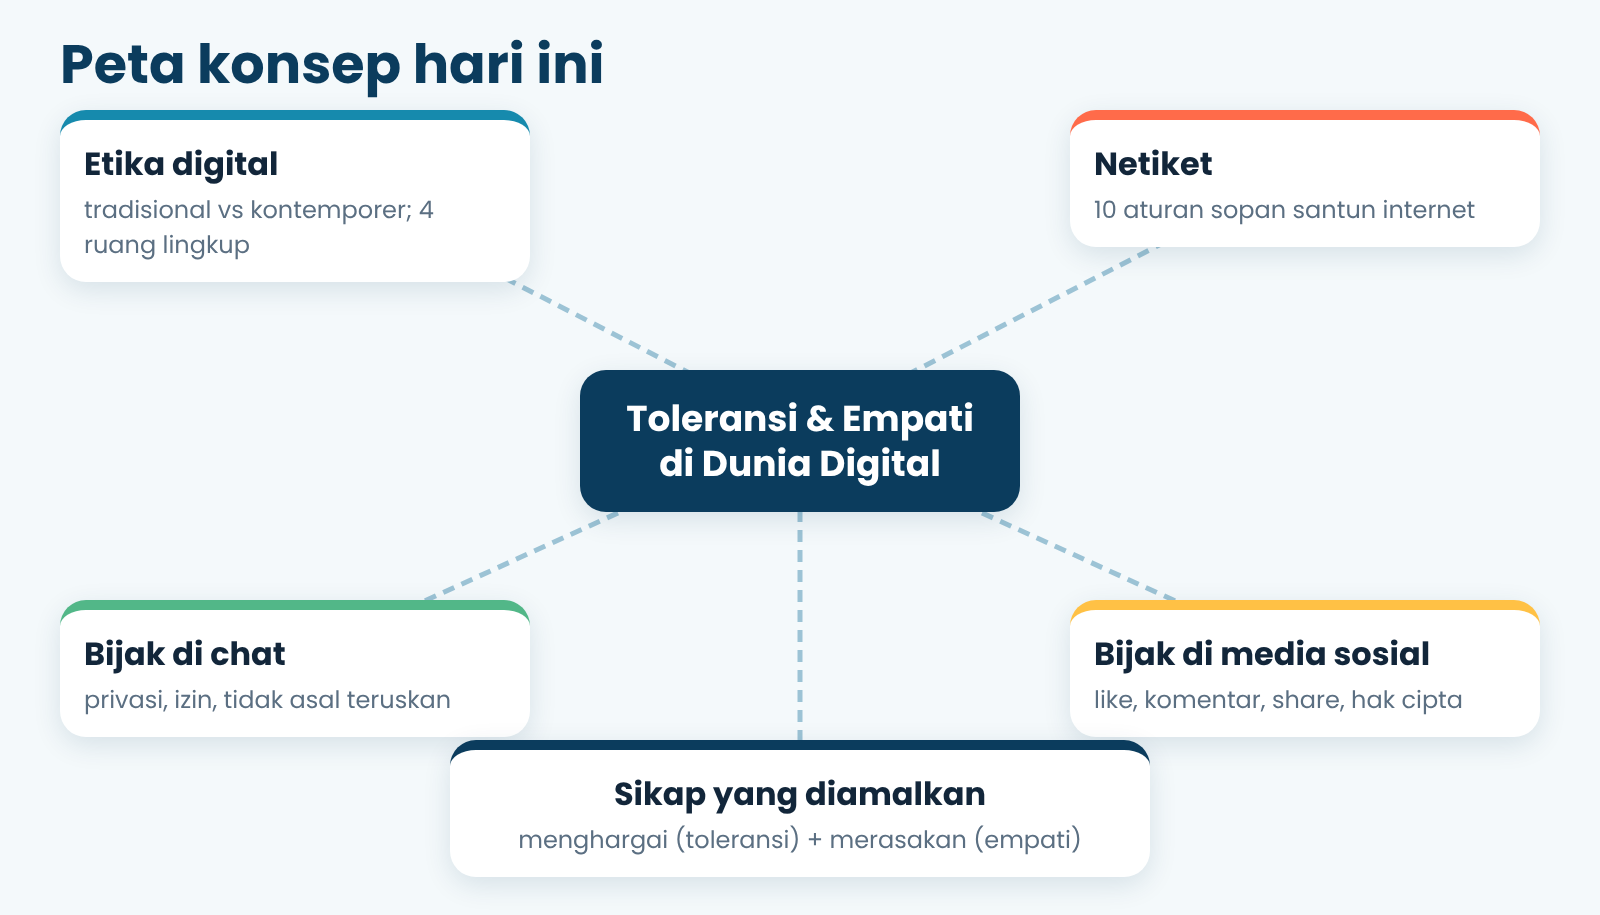 Peta konsep hari ini
Etika digital
tradisional vs kontemporer; 4
ruang lingkup
Netiket
10 aturan sopan santun internet
Toleransi & Empati
di Dunia Digital
Bijak di chat
privasi, izin, tidak asal teruskan
Bijak di media sosial
like, komentar, share, hak cipta
Sikap yang diamalkan
menghargai (toleransi) + merasakan (empati)